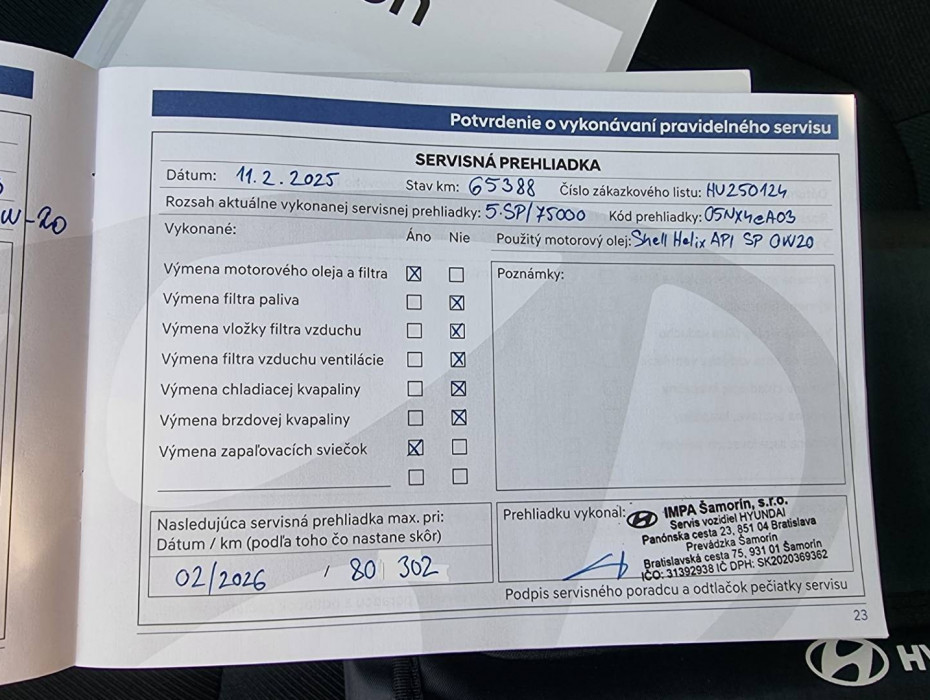 on
W-20
Potvrdenie o vykonávaní pravidelného servisu
SERVISNÁ PREHLIADKA
Dátum: 11.2.2025 Stav km: 65388 Číslo zákazkového listu: HU250124
Rozsah aktuálne vykonanej servisnej prehliadky: 5.SP/75000 Kód prehliadky: 05NX4eA03
Vykonané: Áno Nie Použitý motorový olej: Shell Helix API SP 0W20
Výmena motorového oleja a filtra ☒ ☐ Poznámky:
Výmena filtra paliva ☐ ☒
Výmena vložky filtra vzduchu ☐ ☒
Výmena filtra vzduchu ventilácie ☐ ☒
Výmena chladiacej kvapaliny ☐ ☒
Výmena brzdovej kvapaliny ☐ ☒
Výmena zapaľovacích sviečok ☒ ☐
☐ ☐
Nasledujúca servisná prehliadka max. pri:
Dátum / km (podľa toho čo nastane skôr)
02/2026 / 80 302
Prehliadku vykonal: IMPA Šamorín, s.r.o.
Servis vozidiel HYUNDAI
Panónska cesta 23, 851 04 Bratislava
Prevádzka Šamorín
Bratislavská cesta 75, 931 01 Šamorín
IČO: 31392938 IČ DPH: SK2020369362
Podpis servisného poradcu a odtlačok pečiatky servisu
23
HY